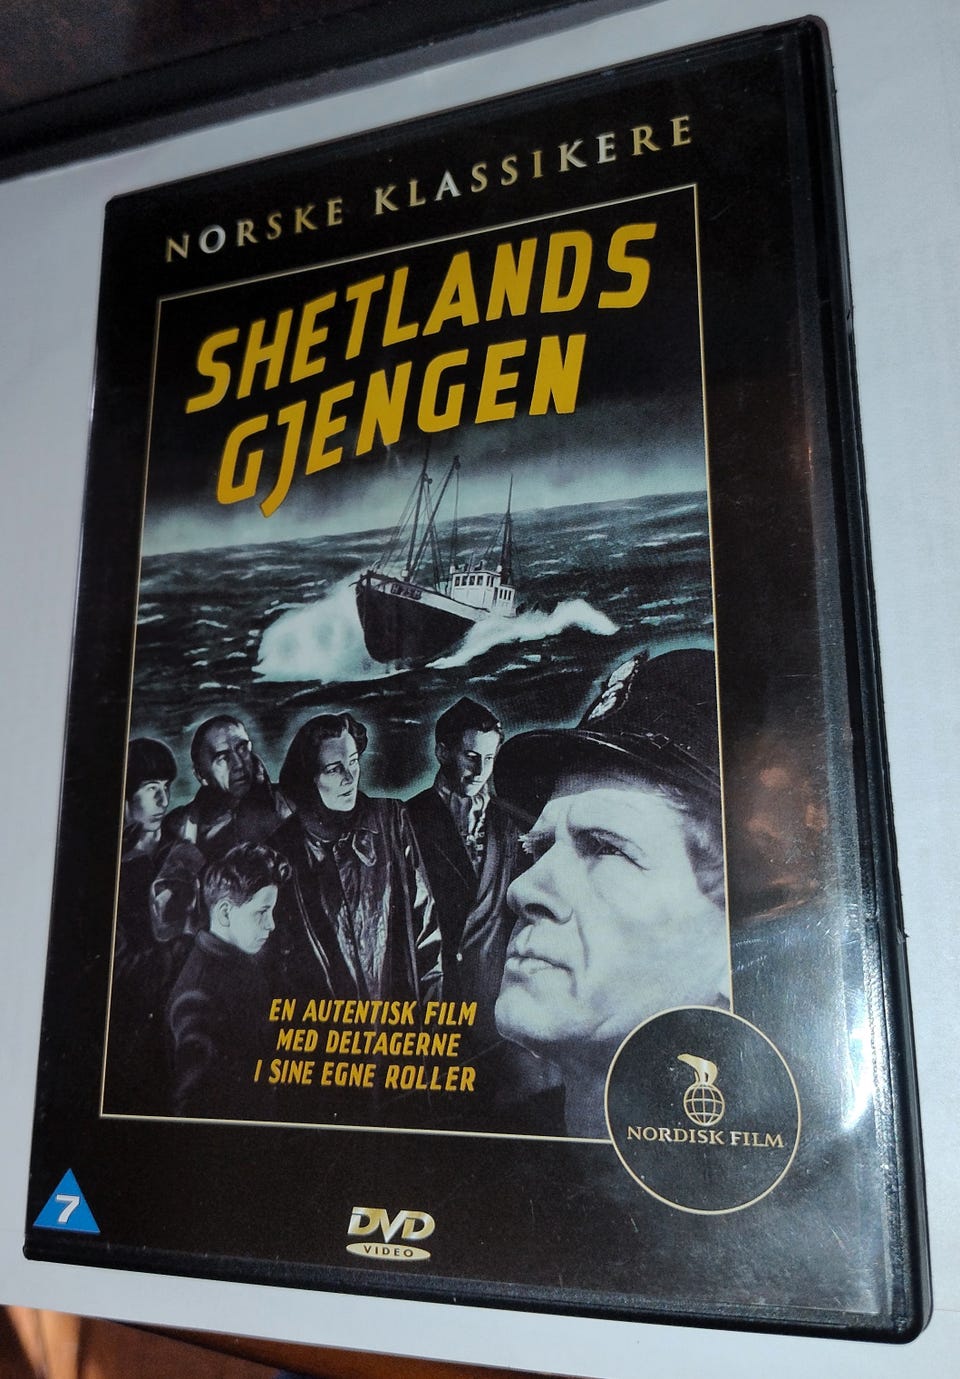 NORSKE KLASSIKERE
SHETLANDS
GJENGEN
EN AUTENTISK FILM
MED DELTAGERNE
I SINE EGNE ROLLER
NORDISK FILM
7
DVD
VIDEO